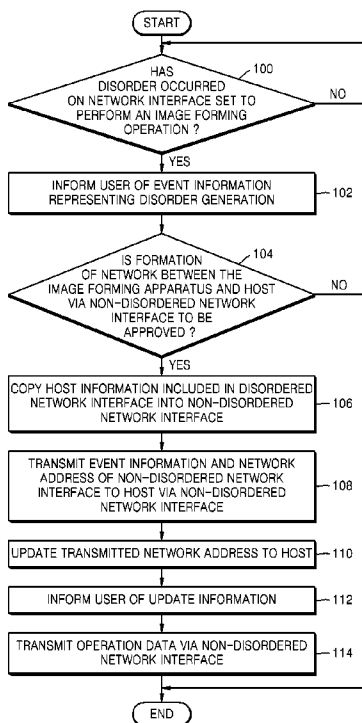 START
HAS
DISORDER OCCURRED
ON NETWORK INTERFACE SET TO
PERFORM AN IMAGE FORMING
OPERATION ?
100
NO
YES
INFORM USER OF EVENT INFORMATION
REPRESENTING DISORDER GENERATION
102
IS FORMATION
OF NETWORK BETWEEN THE
IMAGE FORMING APPARATUS AND HOST
VIA NON-DISORDERED NETWORK
INTERFACE TO BE
APPROVED ?
104
NO
YES
COPY HOST INFORMATION INCLUDED IN DISORDERED
NETWORK INTERFACE INTO NON-DISORDERED
NETWORK INTERFACE
106
TRANSMIT EVENT INFORMATION AND NETWORK
ADDRESS OF NON-DISORDERED NETWORK
INTERFACE TO HOST VIA NON-DISORDERED
NETWORK INTERFACE
108
UPDATE TRANSMITTED NETWORK ADDRESS TO HOST
110
INFORM USER OF UPDATE INFORMATION
112
TRANSMIT OPERATION DATA VIA NON-DISORDERED
NETWORK INTERFACE
114
END